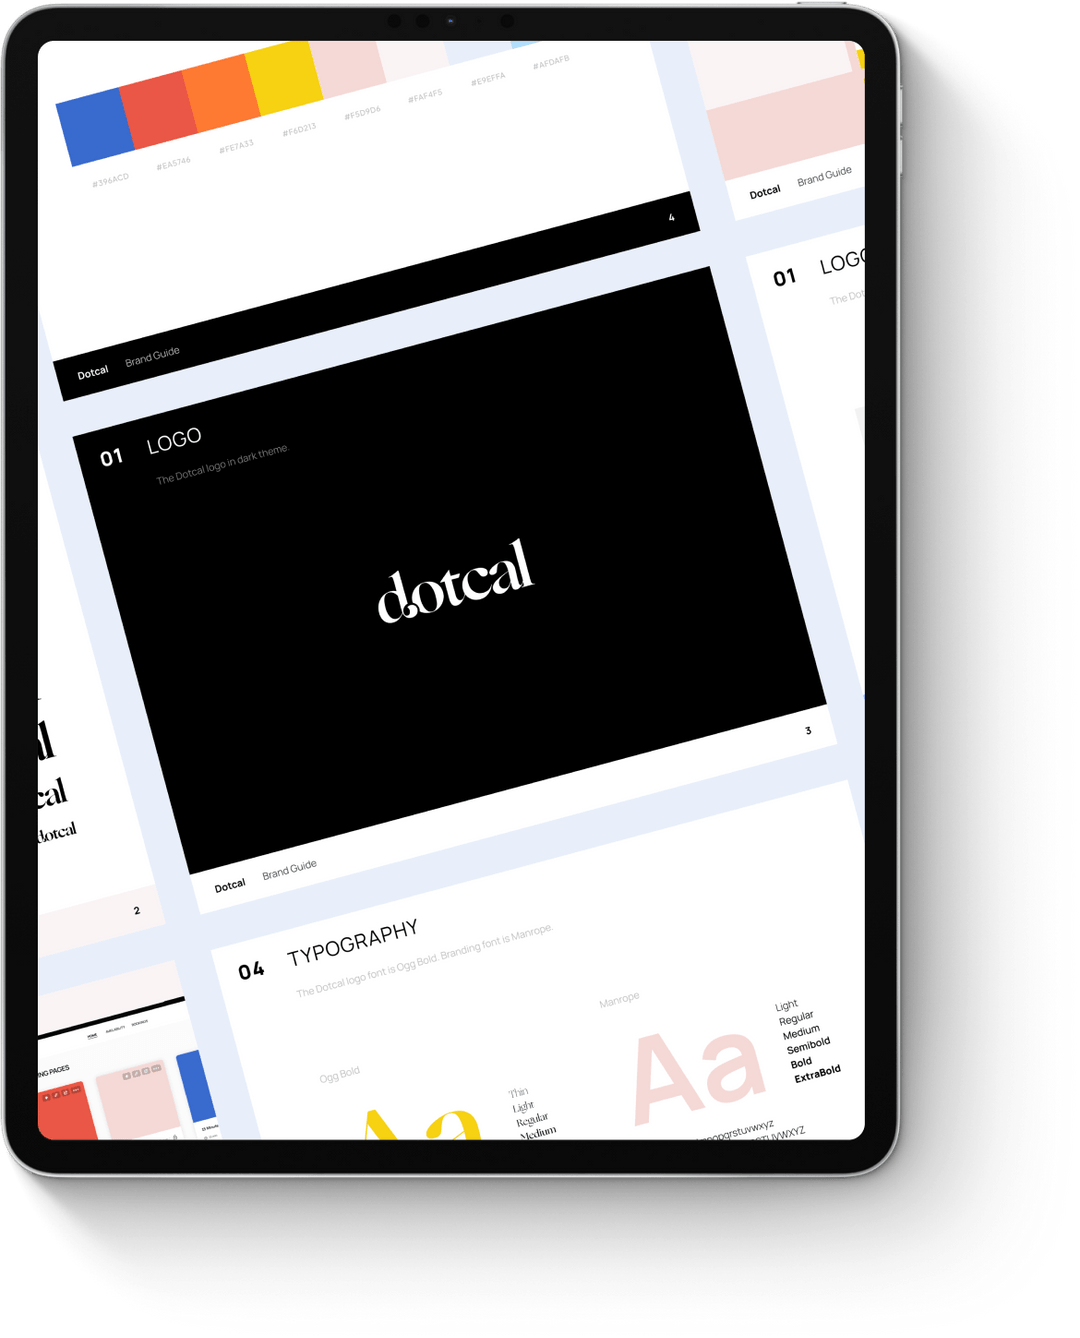 #396ACD
#EA5746
#FE7A33
#F6D213
#F5D9D6
#FAF4F5
#E9EFFA
#AFDAFB
4
Dotcal Brand Guide
Dotcal Brand Guide
01 LOGO
The Dotcal logo in dark theme.
dotcal
3
Dotcal Brand Guide
01 LOGO
The Dot
al
cal
dotcal
2
04 TYPOGRAPHY
The Dotcal logo font is Ogg Bold. Branding font is Manrope.
Ogg Bold
Aa
Thin
Light
Regular
Medium
Manrope
Aa
Light
Regular
Medium
Semibold
Bold
ExtraBold
nopqrstuvwxyz
STUVWXYZ
HOME AVAILABILITY
NG PAGES